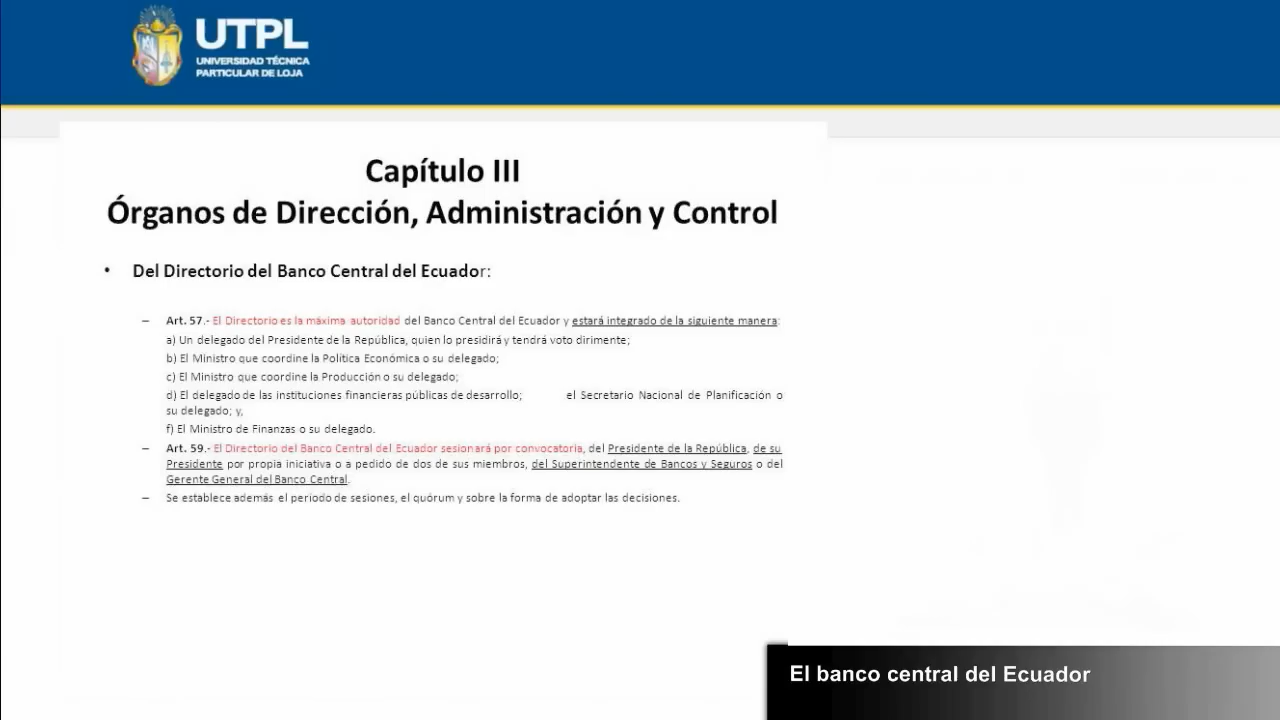 UTPL
UNIVERSIDAD TÉCNICA
PARTICULAR DE LOJA
Capítulo III
Órganos de Dirección, Administración y Control
• Del Directorio del Banco Central del Ecuador:
– Art. 57.- El Directorio es la máxima autoridad del Banco Central del Ecuador y estará integrado de la siguiente manera:
a) Un delegado del Presidente de la República, quien lo presidirá y tendrá voto dirimente;
b) El Ministro que coordine la Política Económica o su delegado;
c) El Ministro que coordine la Producción o su delegado;
d) El delegado de las instituciones financieras públicas de desarrollo; el Secretario Nacional de Planificación o
su delegado; y,
f) El Ministro de Finanzas o su delegado.
– Art. 59.- El Directorio del Banco Central del Ecuador sesionará por convocatoria, del Presidente de la República, de su
Presidente por propia iniciativa o a pedido de dos de sus miembros, del Superintendente de Bancos y Seguros o del
Gerente General del Banco Central.
– Se establece además el periodo de sesiones, el quórum y sobre la forma de adoptar las decisiones.
El banco central del Ecuador